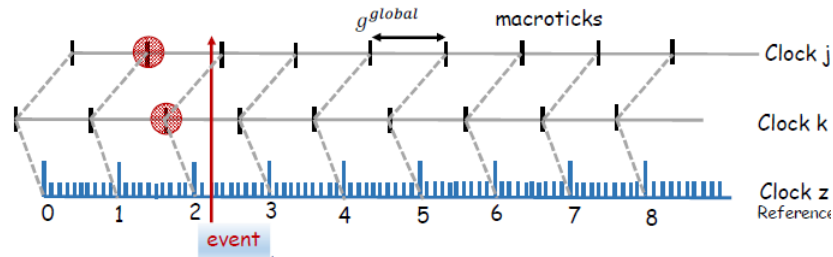 g^global macroticks
Clock j
Clock k
Clock z
0 1 2 3 4 5 6 7 8
Reference
event